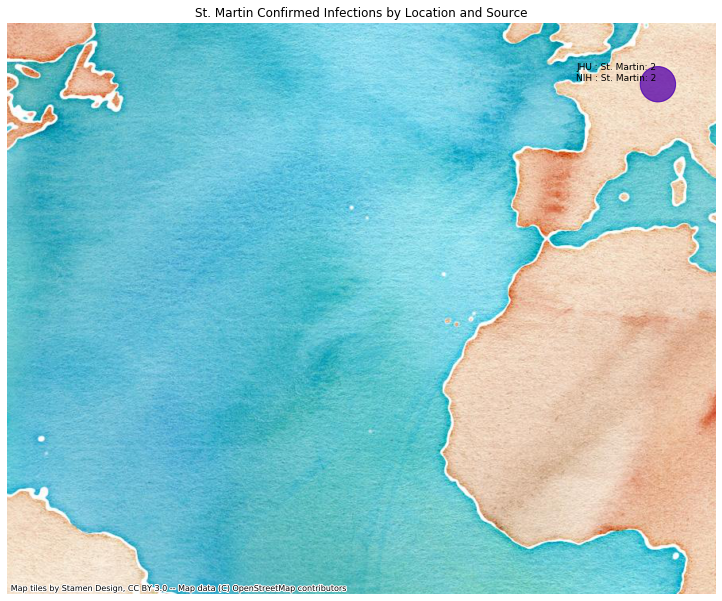 St. Martin Confirmed Infections by Location and Source
JHU : St. Martin: 2
NIH : St. Martin: 2
Map tiles by Stamen Design, CC BY 3.0 -- Map data (C) OpenStreetMap contributors